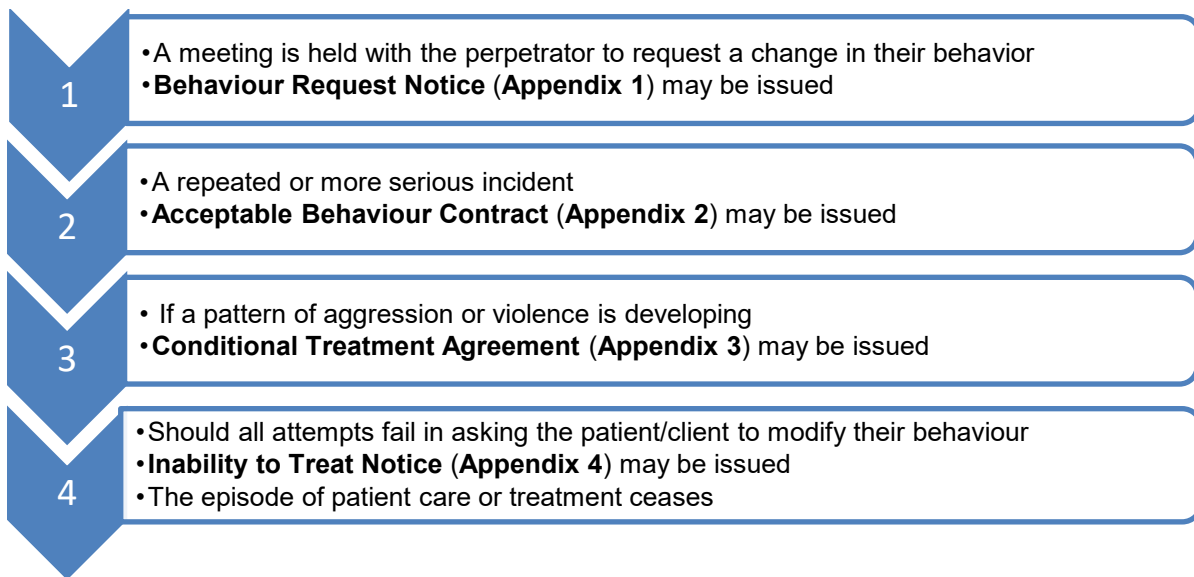 1
•A meeting is held with the perpetrator to request a change in their behavior
•Behaviour Request Notice (Appendix 1) may be issued
2
•A repeated or more serious incident
•Acceptable Behaviour Contract (Appendix 2) may be issued
3
• If a pattern of aggression or violence is developing
•Conditional Treatment Agreement (Appendix 3) may be issued
4
•Should all attempts fail in asking the patient/client to modify their behaviour
•Inability to Treat Notice (Appendix 4) may be issued
•The episode of patient care or treatment ceases